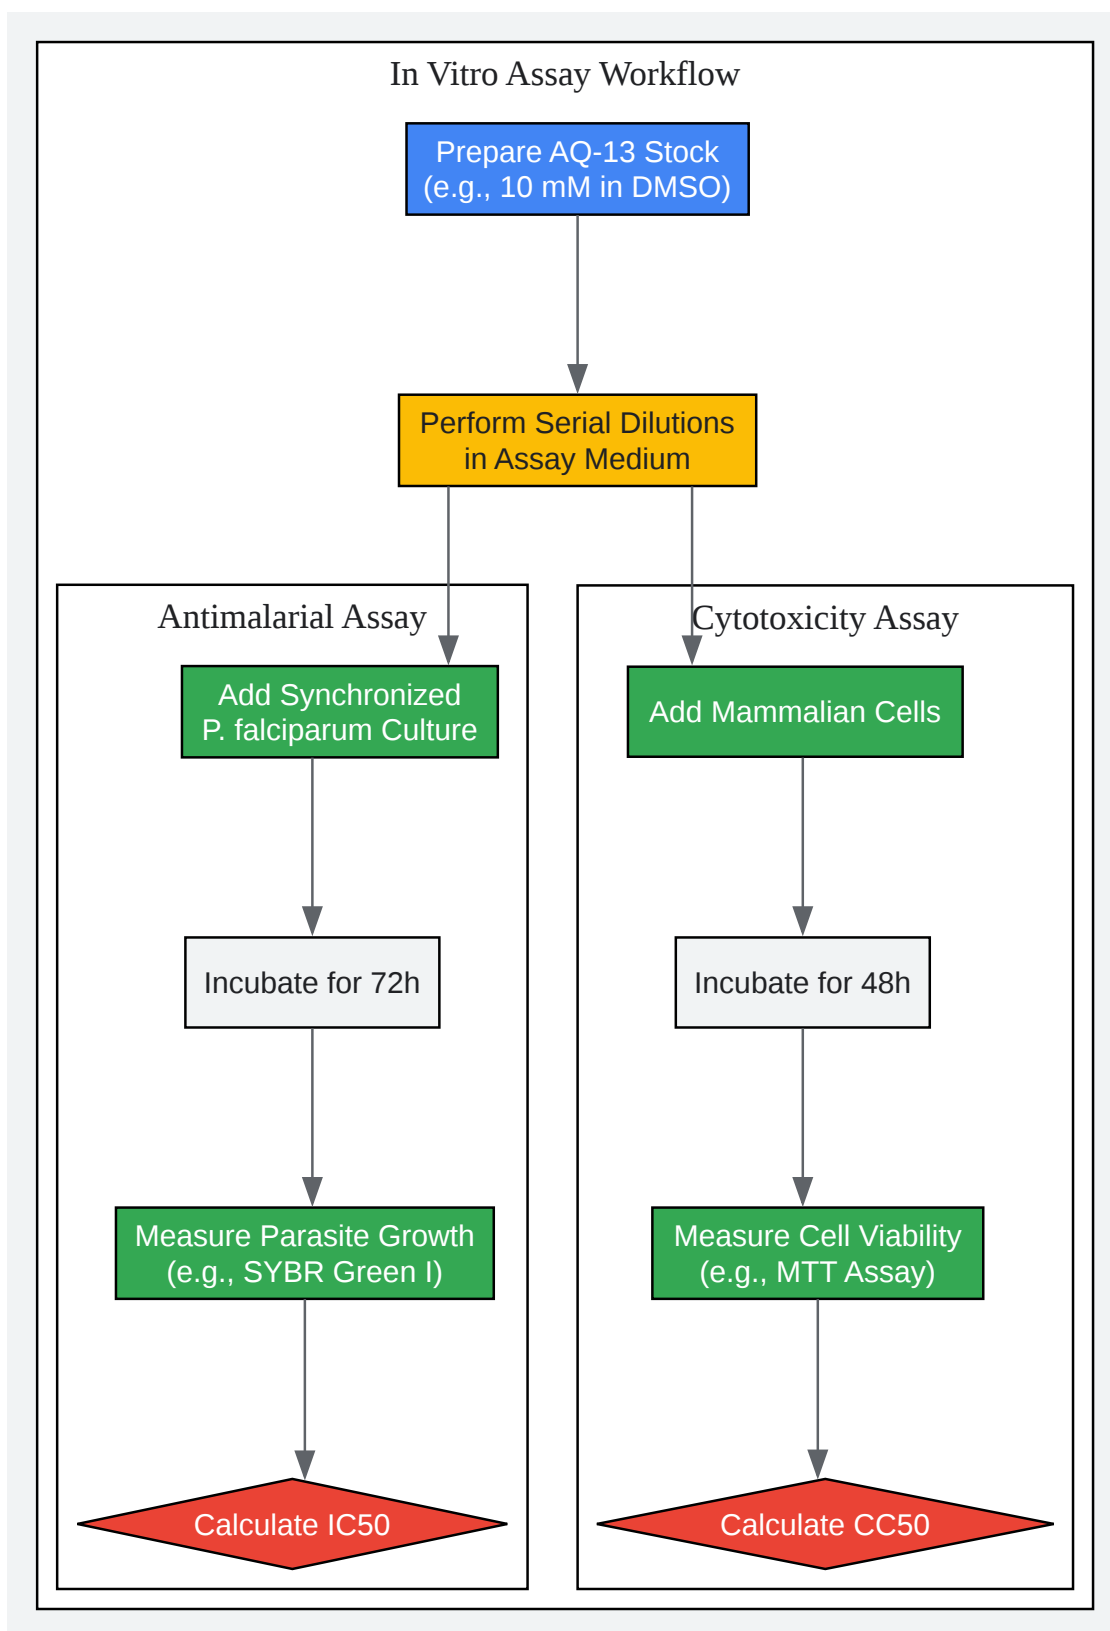 In Vitro Assay Workflow
Prepare AQ-13 Stock
(e.g., 10 mM in DMSO)
Perform Serial Dilutions
in Assay Medium
Antimalarial Assay
Add Synchronized
P. falciparum Culture
Incubate for 72h
Measure Parasite Growth
(e.g., SYBR Green I)
Calculate IC50
Cytotoxicity Assay
Add Mammalian Cells
Incubate for 48h
Measure Cell Viability
(e.g., MTT Assay)
Calculate CC50